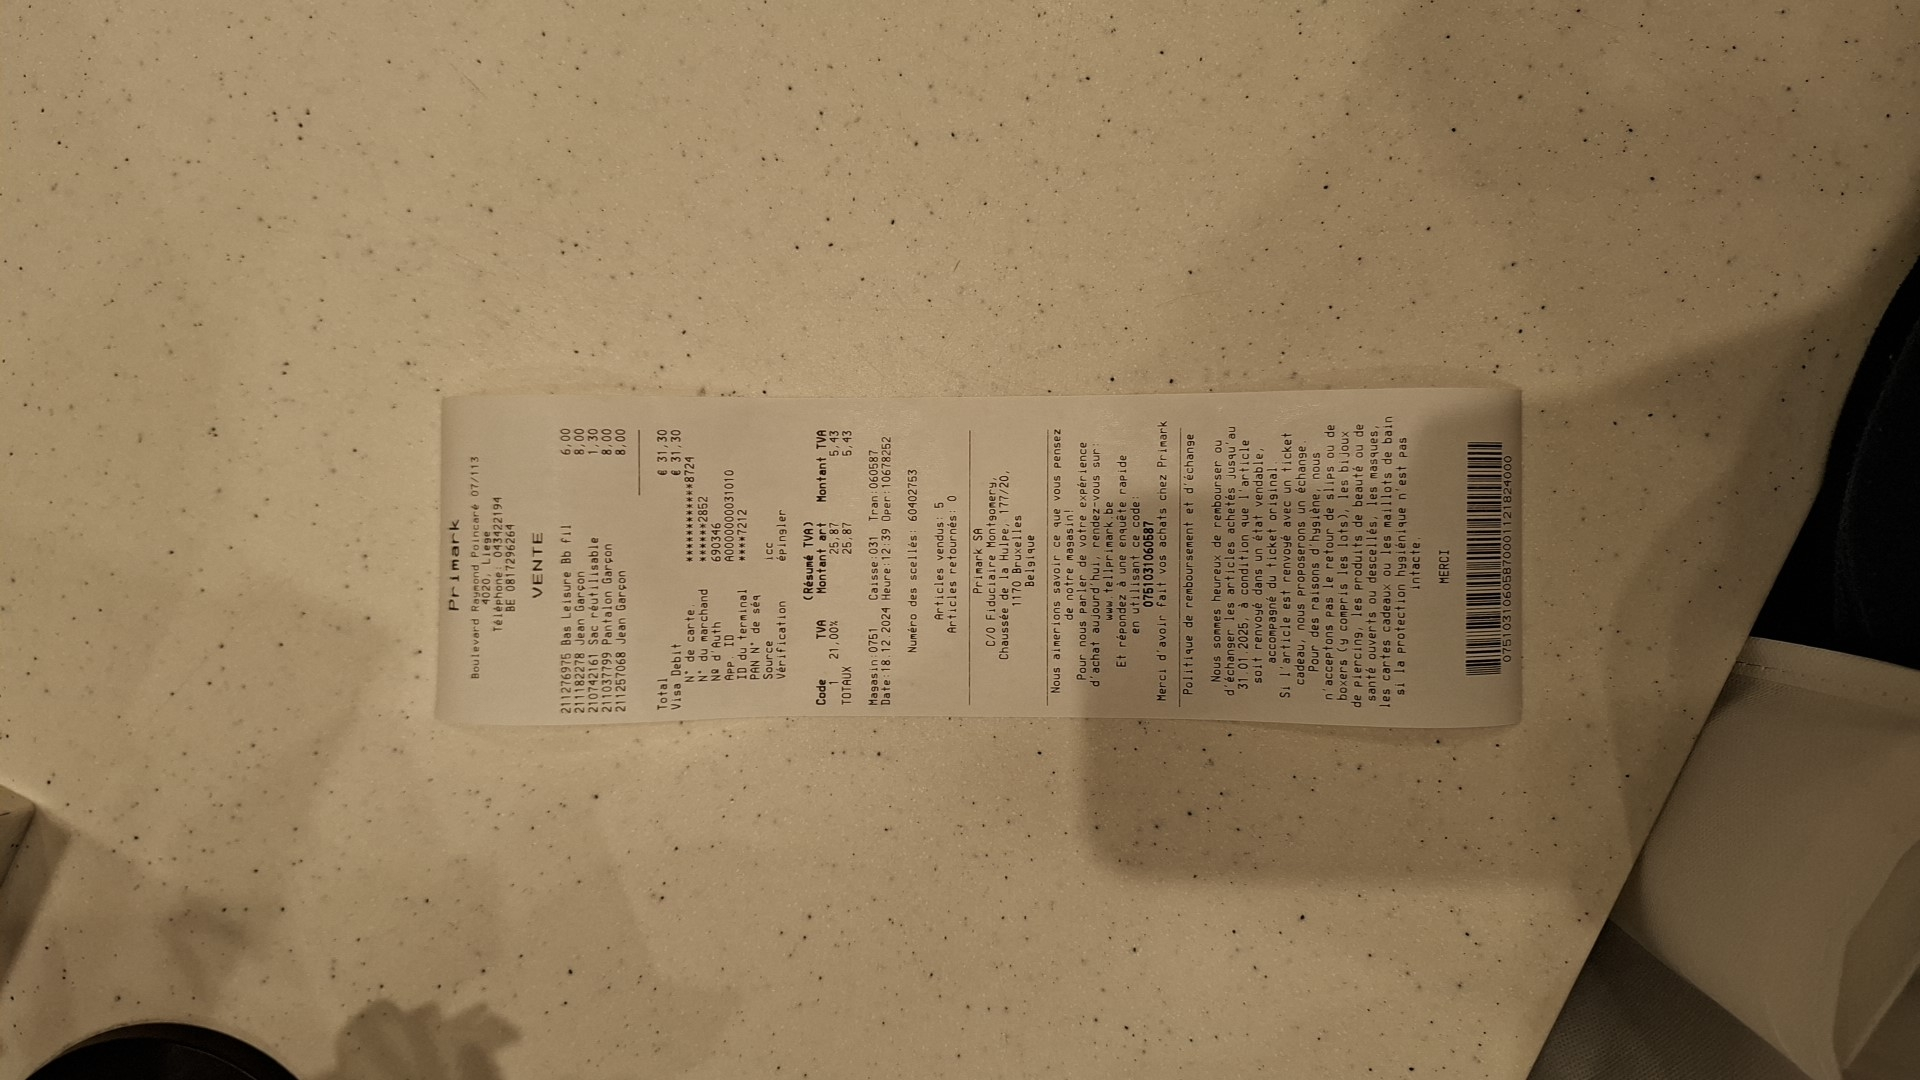 Primark
Boulevard Raymond Poincaré 07/113
4020, Liege
Téléphone: 043422194
BE 0817296264
VENTE
211276975 Bas Leisure Bb fil 6,00
211182278 Jean Garçon 8,00
210742161 Sac réutilisable 1,30
211037799 Pantalon Garçon 8,00
211257068 Jean Garçon 8,00
Total € 31,30
Visa Debit € 31,30
N° de carte ************8724
N° du marchand ******2852
NQ d'Auth 690346
App. ID A0000000031010
ID du terminal ****7212
PAN N° de séq
Source icc
Vérification épingler
(Résumé TVA)
Code TVA Montant ant Montant TVA
1 21,00% 25,87 5,43
TOTAUX 25,87 5,43
Magasin:0751 Caisse:031 Tran:060587
Date:18.12.2024 Heure:12:39 Oper:10678252
Numéro des scellés: 60402753
Articles vendus: 5
Articles retournés: 0
Primark SA
C/O Fiduciaire Montgomery,
Chaussée de la Hulpe, 177/20,
1170 Bruxelles
Belgique
Nous aimerions savoir ce que vous pensez
de notre magasin!
Pour nous parler de votre expérience
d'achat aujourd'hui, rendez-vous sur:
www.tellprimark.be
Et répondez à une enquête rapide
en utilisant ce code:
075103106058​7
Merci d'avoir fait vos achats chez Primark
Politique de remboursement et d'échange
Nous sommes heureux de rembourser ou
d'échanger les articles achetés jusqu'au
31.01.2025, à condition que l'article
soit renvoyé dans un état vendable,
accompagné du ticket original.
Si l'article est renvoyé avec un ticket
cadeau, nous proposerons un échange.
Pour des raisons d'hygiène, nous
n'acceptons pas le retour de slips ou de
boxers (y compris les lots), les bijoux
de piercing, les produits de beauté ou de
santé ouverts ou descellés, les masques,
les cartes cadeaux ou les maillots de bain
si la protection hygiénique n'est pas
intacte.
MERCI
07510310605870001121824000